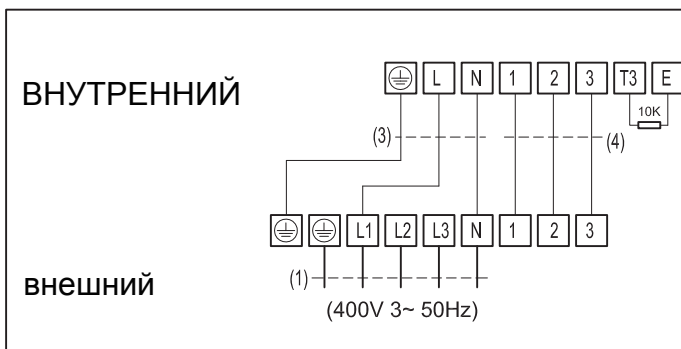 ВНУТРЕННИЙ
L N 1 2 3 T3 E
10K
(3) (4)
L1 L2 L3 N 1 2 3
(1)
внешний
(400V 3~ 50Hz)